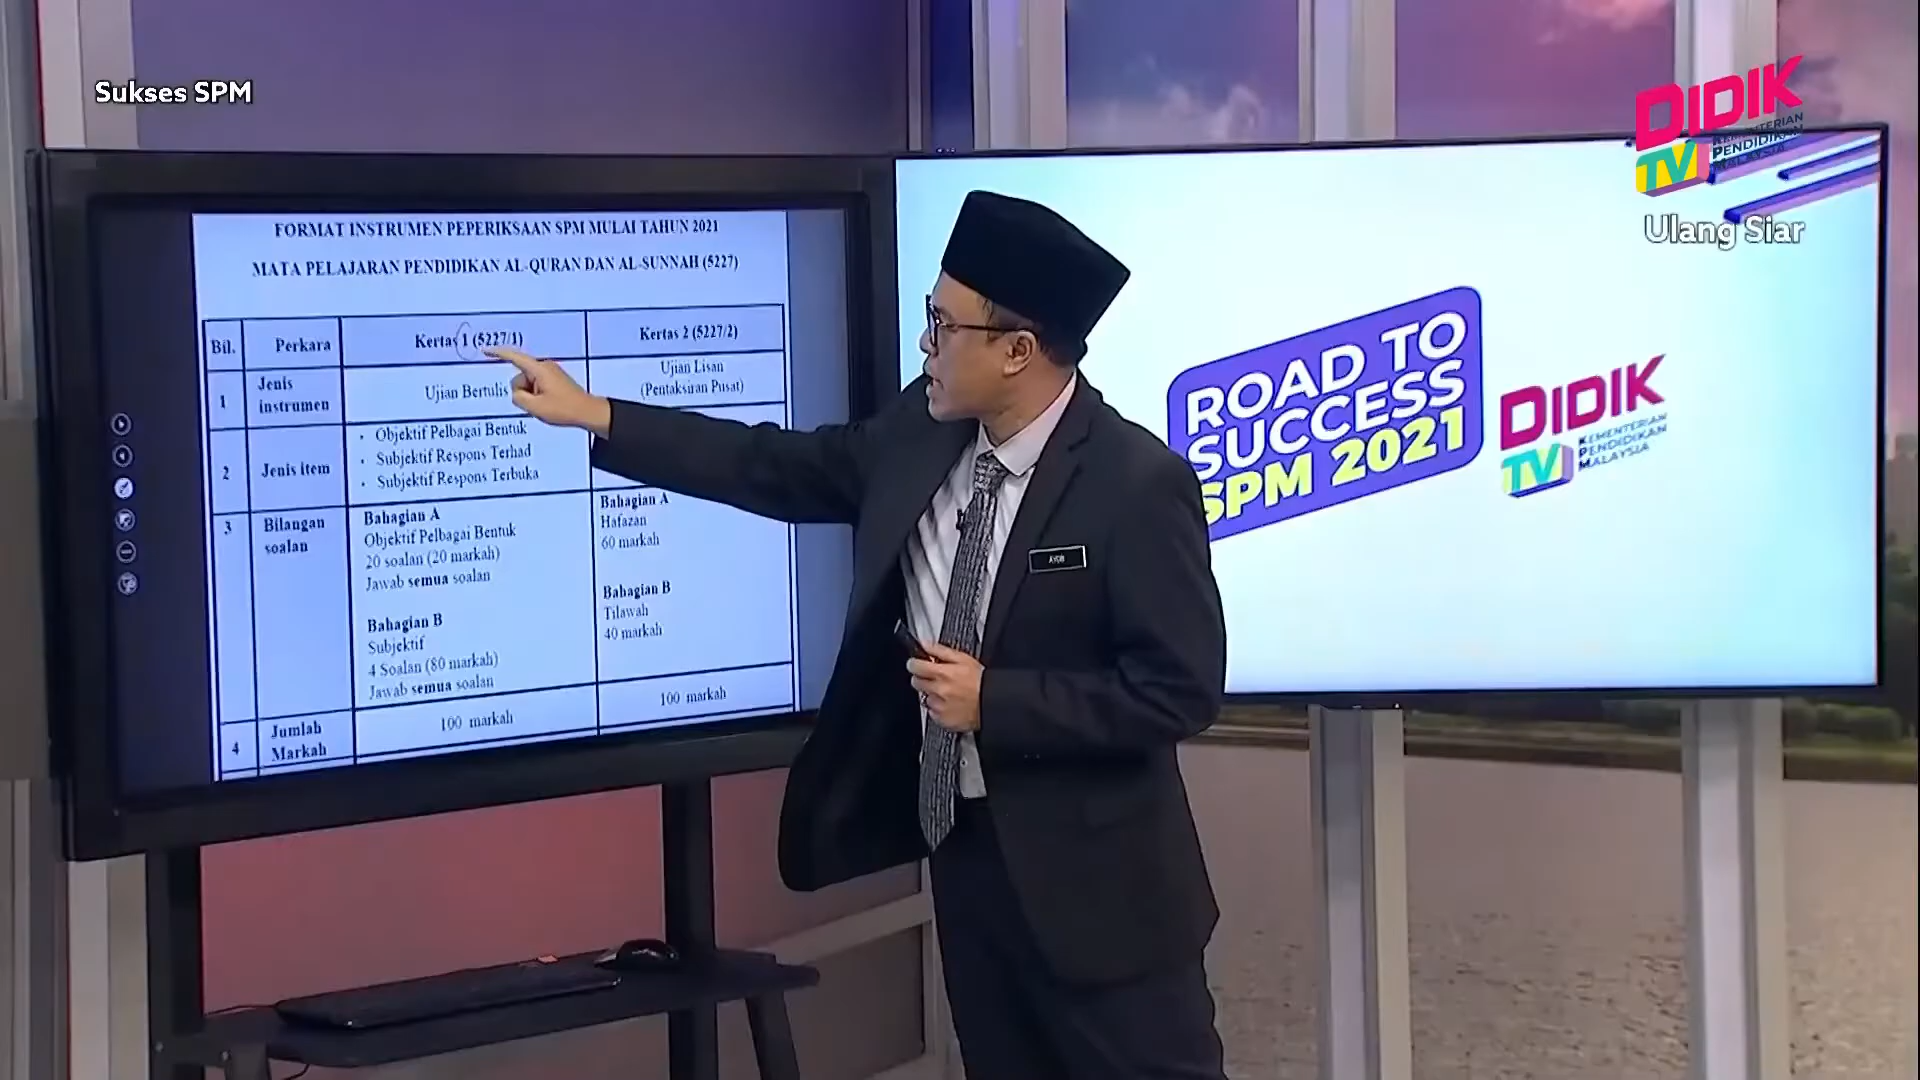 Sukses SPM
DIDIK
TV
KEMENTERIAN
PENDIDIKAN
MALAYSIA
Ulang Siar
FORMAT INSTRUMEN PEPERIKSAAN SPM MULAI TAHUN 2021
MATA PELAJARAN PENDIDIKAN AL-QURAN DAN AL-SUNNAH (5227)
Bil. Perkara Kertas 1 (5227/1) Kertas 2 (5227/2)
1 Jenis instrumen Ujian Bertulis Ujian Lisan
(Pentaksiran Pusat)
2 Jenis item
• Objektif Pelbagai Bentuk
• Subjektif Respons Terhad
• Subjektif Respons Terbuka
3 Bilangan soalan
Bahagian A
Objektif Pelbagai Bentuk
20 soalan (20 markah)
Jawab semua soalan
Bahagian B
Subjektif
4 Soalan (80 markah)
Jawab semua soalan
Bahagian A
Hafazan
60 markah
Bahagian B
Tilawah
40 markah
4 Jumlah Markah 100 markah 100 markah
ROAD TO
SUCCESS
SPM 2021
DIDIK
TV
KEMENTERIAN
PENDIDIKAN
MALAYSIA
AYOB